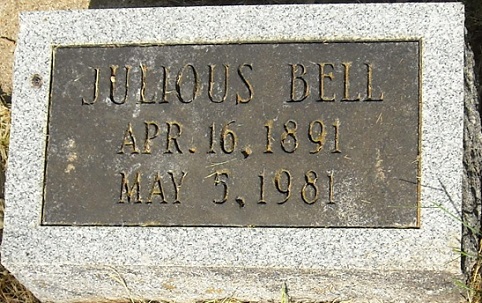 JULIOUS BELL
APR. 16, 1891
MAY 5, 1981